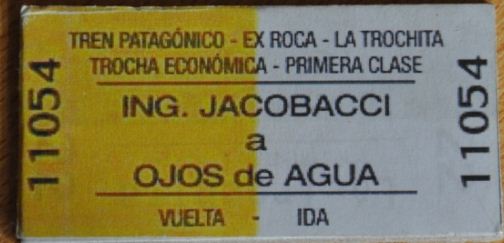 TREN PATAGÓNICO - EX ROCA - LA TROCHITA
TROCHA ECONÓMICA - PRIMERA CLASE
11054
ING. JACOBACCI
a
OJOS de AGUA
11054
VUELTA - IDA